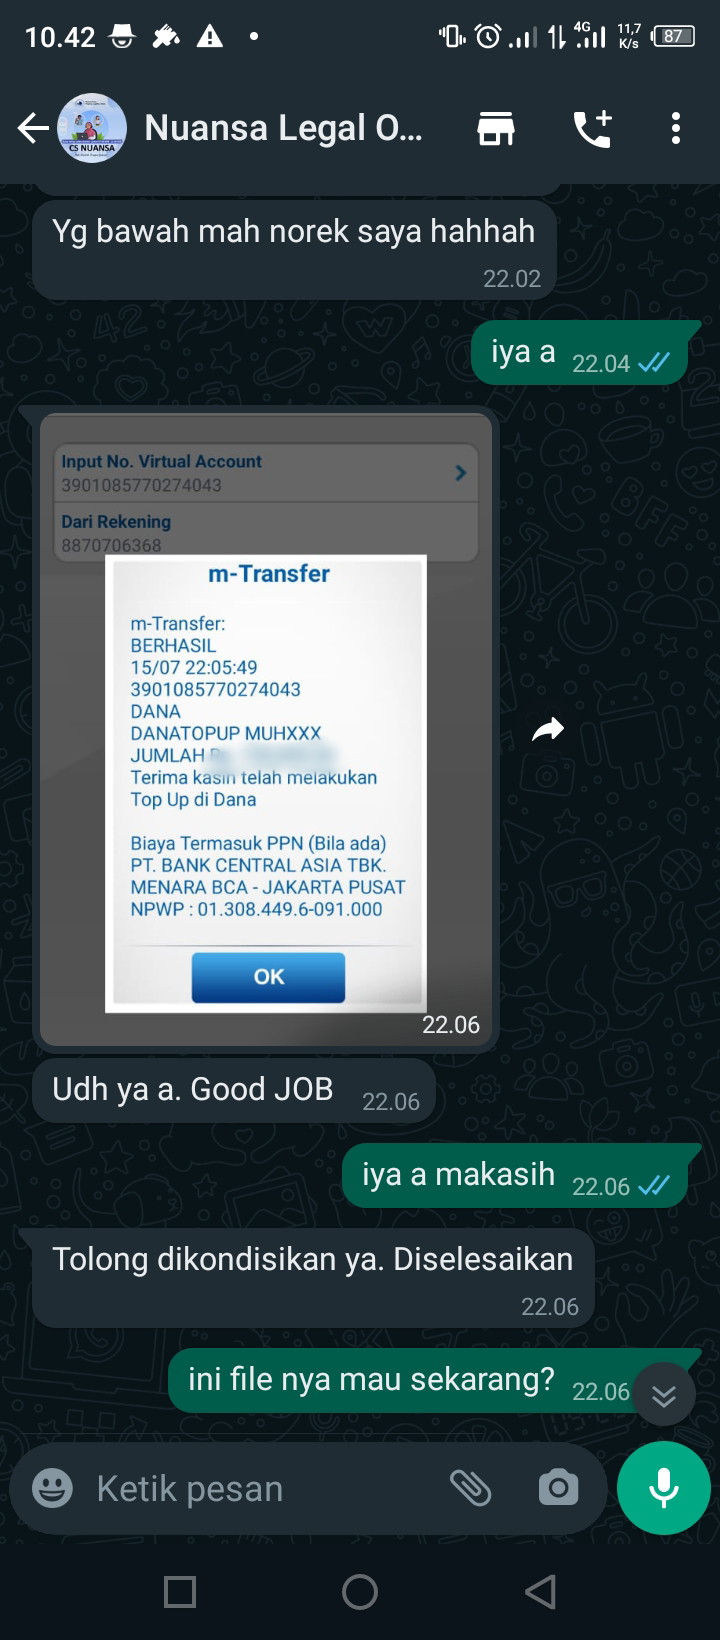 10.42
4G
11,7
K/s
87
CS NUANSA
Nuansa Legal O...
Yg bawah mah norek saya hahhah
22.02
iya a 22.04
Input No. Virtual Account
3901085770274043
Dari Rekening
8870706368
m-Transfer
m-Transfer:
BERHASIL
15/07 22:05:49
3901085770274043
DANA
DANATOPUP MUHXXX
JUMLAH
Terima kasih telah melakukan
Top Up di Dana
Biaya Termasuk PPN (Bila ada)
PT. BANK CENTRAL ASIA TBK.
MENARA BCA - JAKARTA PUSAT
NPWP : 01.308.449.6-091.000
OK
22.06
Udh ya a. Good JOB 22.06
iya a makasih 22.06
Tolong dikondisikan ya. Diselesaikan
22.06
ini file nya mau sekarang? 22.06
Ketik pesan